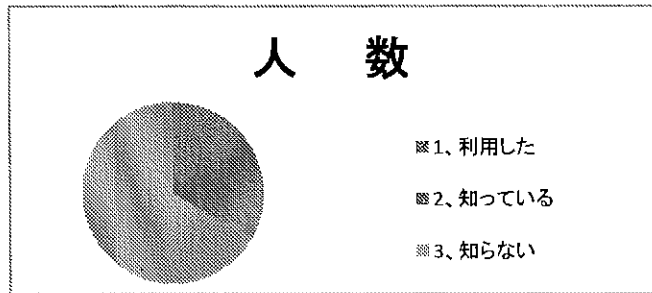 人　数
1、利用した
2、知っている
3、知らない